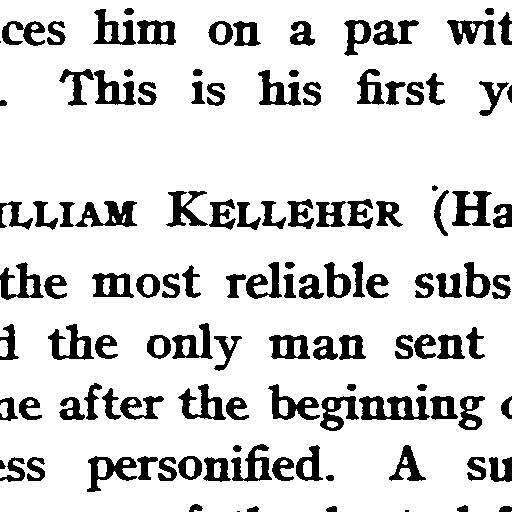 ces him on a par wit
. This is his first y
illiam Kelleher (Ha
the most reliable subs
d the only man sent
ne after the beginning o
ess personified. A su